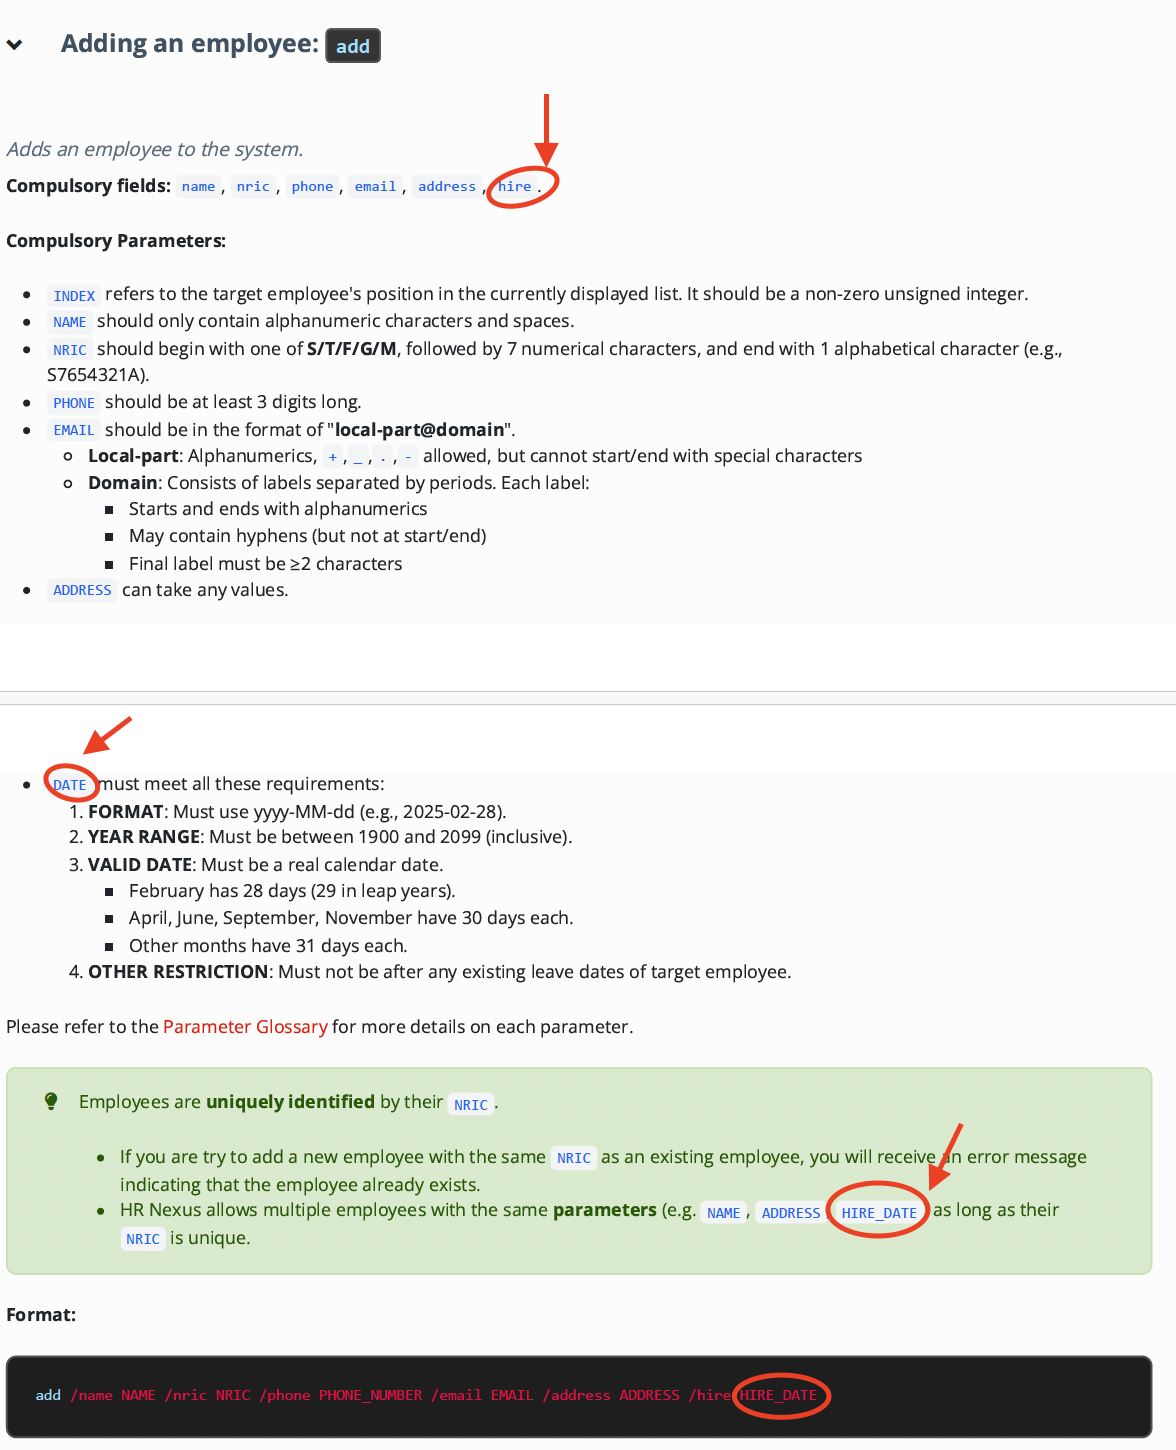 Adding an employee: add
Adds an employee to the system.
Compulsory fields: name, nric, phone, email, address, hire.
Compulsory Parameters:
INDEX refers to the target employee's position in the currently displayed list. It should be a non-zero unsigned integer.
NAME should only contain alphanumeric characters and spaces.
NRIC should begin with one of S/T/F/G/M, followed by 7 numerical characters, and end with 1 alphabetical character (e.g.,
S7654321A).
PHONE should be at least 3 digits long.
EMAIL should be in the format of "local-part@domain".
Local-part: Alphanumerics, +, _, ., - allowed, but cannot start/end with special characters
Domain: Consists of labels separated by periods. Each label:
Starts and ends with alphanumerics
May contain hyphens (but not at start/end)
Final label must be ≥2 characters
ADDRESS can take any values.
DATE must meet all these requirements:
1. FORMAT: Must use yyyy-MM-dd (e.g., 2025-02-28).
2. YEAR RANGE: Must be between 1900 and 2099 (inclusive).
3. VALID DATE: Must be a real calendar date.
February has 28 days (29 in leap years).
April, June, September, November have 30 days each.
Other months have 31 days each.
4. OTHER RESTRICTION: Must not be after any existing leave dates of target employee.
Please refer to the Parameter Glossary for more details on each parameter.
Employees are uniquely identified by their NRIC.
If you are try to add a new employee with the same NRIC as an existing employee, you will receive an error message
indicating that the employee already exists.
HR Nexus allows multiple employees with the same parameters (e.g. NAME, ADDRESS, HIRE_DATE as long as their
NRIC is unique.
Format:
add /name NAME /nric NRIC /phone PHONE_NUMBER /email EMAIL /address ADDRESS /hire HIRE_DATE